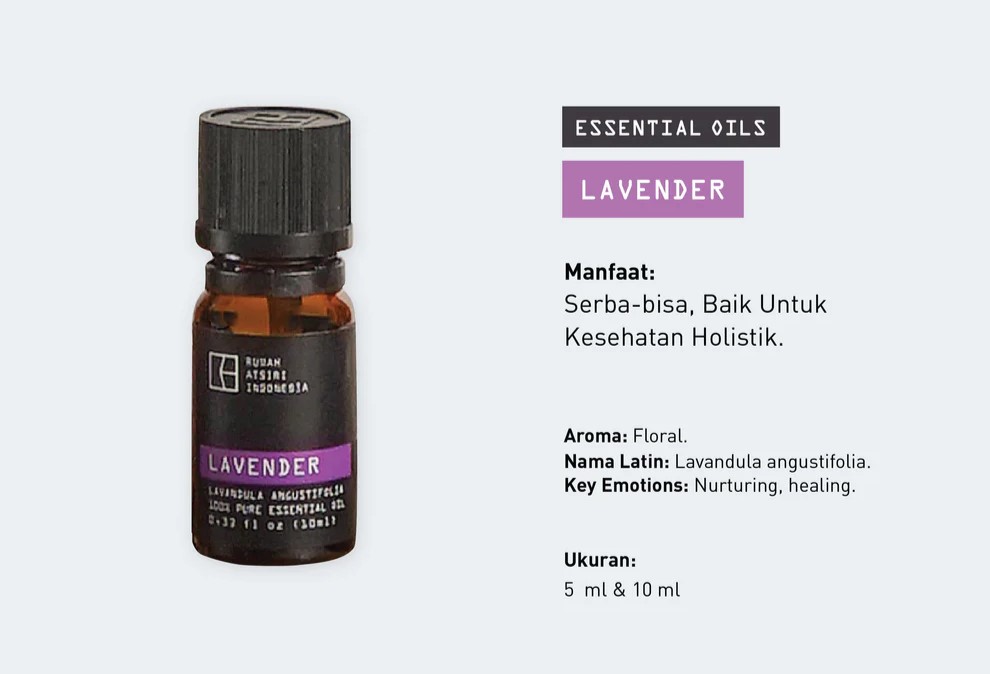 RUMAH
ATSIRI
INDONESIA
LAVENDER
LAVANDULA ANGUSTIFOLIA
100% PURE ESSENTIAL OIL
0.33 fl oz (10ml)
ESSENTIAL OILS
LAVENDER
Manfaat:
Serba-bisa, Baik Untuk
Kesehatan Holistik.
Aroma: Floral.
Nama Latin: Lavandula angustifolia.
Key Emotions: Nurturing, healing.
Ukuran:
5 ml & 10 ml